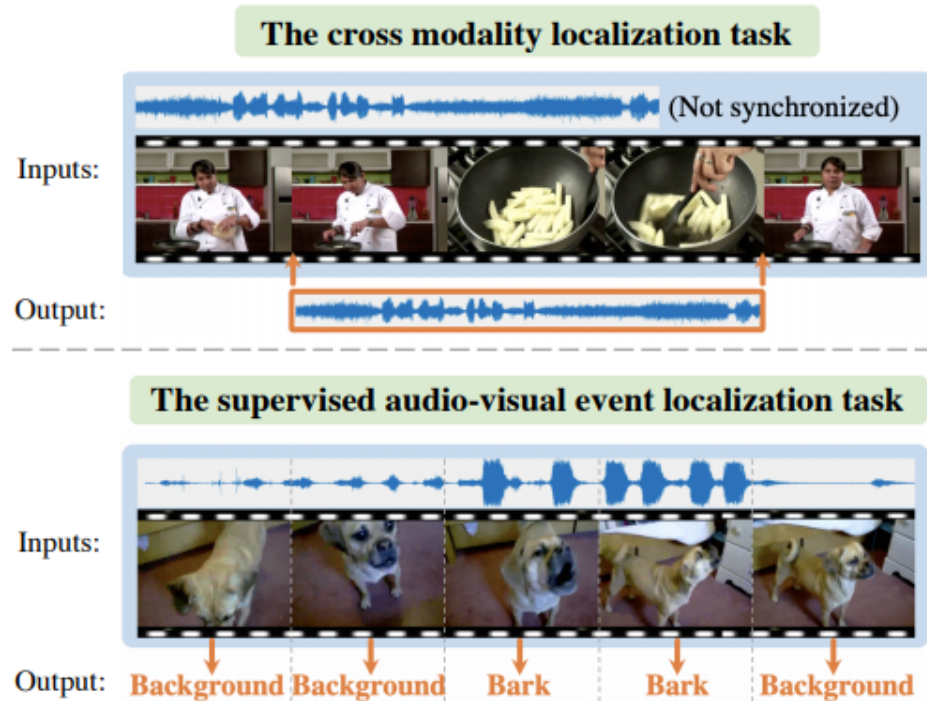 The cross modality localization task
(Not synchronized)
Inputs:
Output:
The supervised audio-visual event localization task
Inputs:
Output: Background Background Bark Bark Background